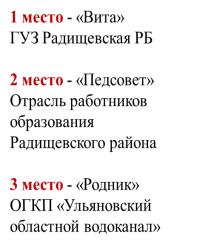 1 место - «Вита»
ГУЗ Радищевская РБ
2 место - «Педсовет»
Отрасль работников
образования
Радищевского района
3 место - «Родник»
ОГКП «Ульяновский
областной водоканал»